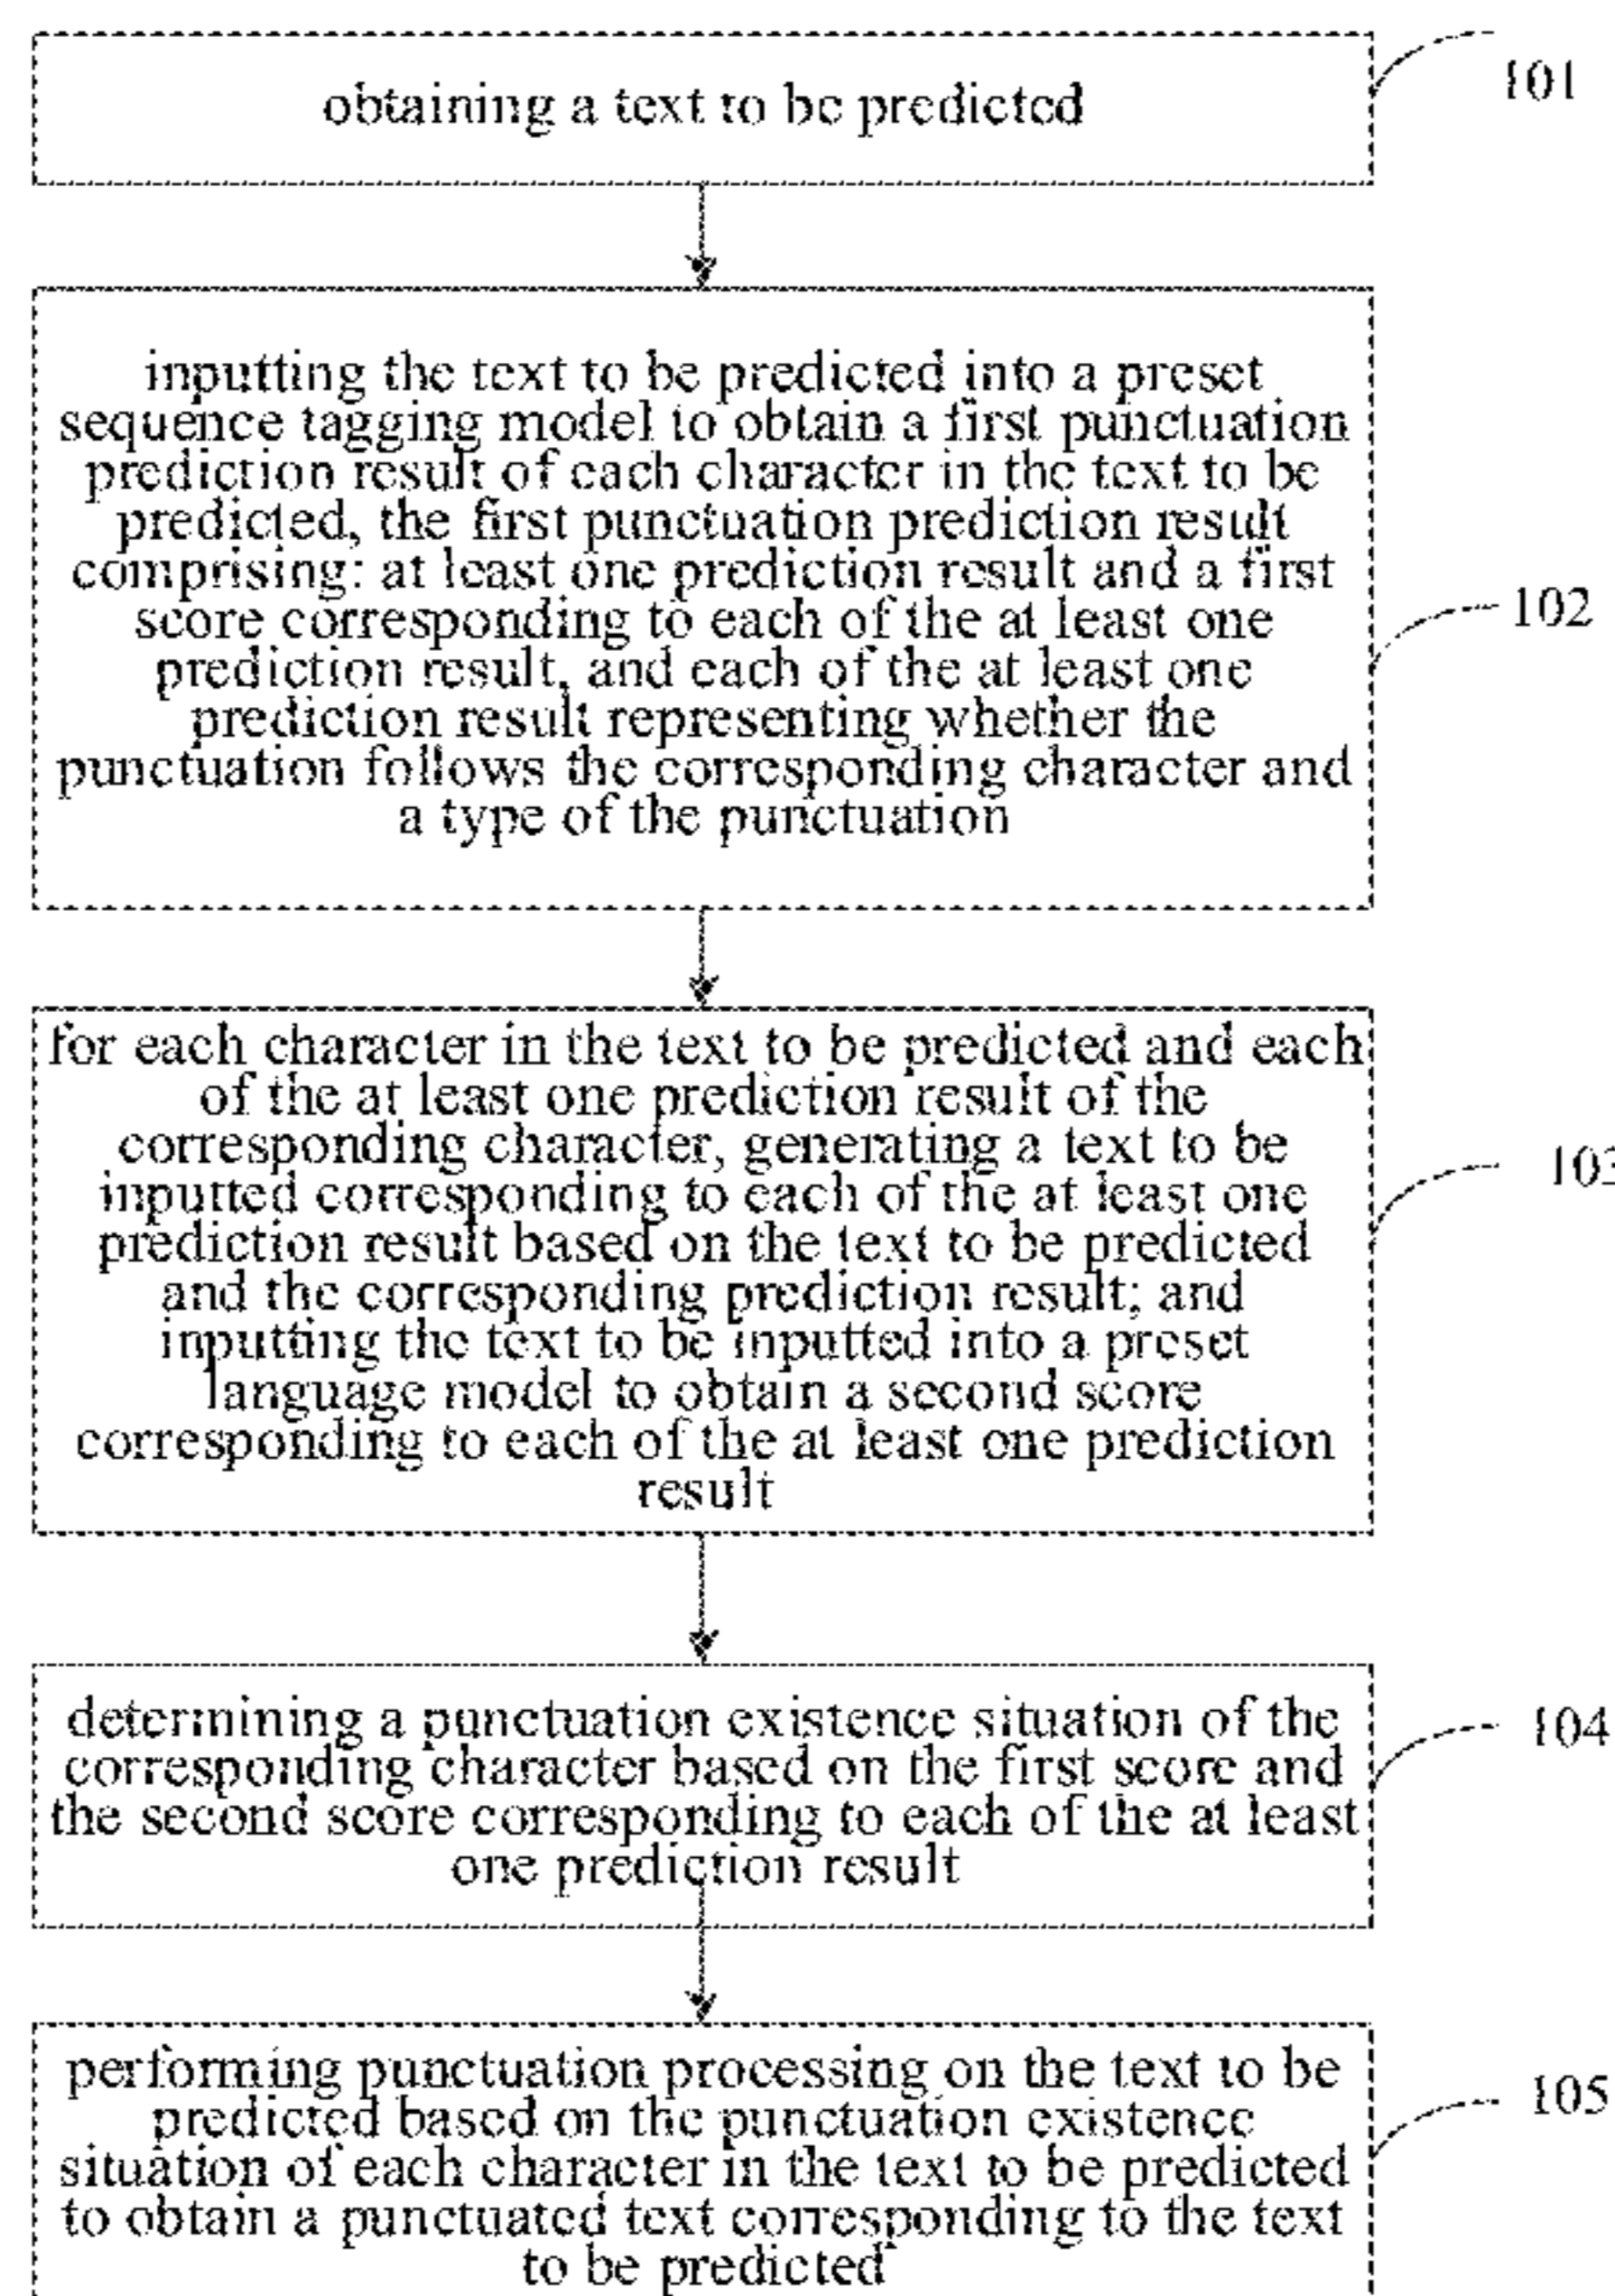 obtaining a text to be predicted
101
inputting the text to be predicted into a preset
sequence tagging model to obtain a first punctuation
prediction result of each character in the text to be
predicted, the first punctuation prediction result
comprising: at least one prediction result and a first
score corresponding to each of the at least one
prediction result, and each of the at least one
prediction result representing whether the
punctuation follows the corresponding character and
a type of the punctuation
102
for each character in the text to be predicted and each
of the at least one prediction result of the
corresponding character, generating a text to be
inputted corresponding to each of the at least one
prediction result based on the text to be predicted
and the corresponding prediction result; and
inputting the text to be inputted into a preset
language model to obtain a second score
corresponding to each of the at least one prediction
result
103
determining a punctuation existence situation of the
corresponding character based on the first score and
the second score corresponding to each of the at least
one prediction result
104
performing punctuation processing on the text to be
predicted based on the punctuation existence
situation of each character in the text to be predicted
to obtain a punctuated text corresponding to the text
to be predicted
105